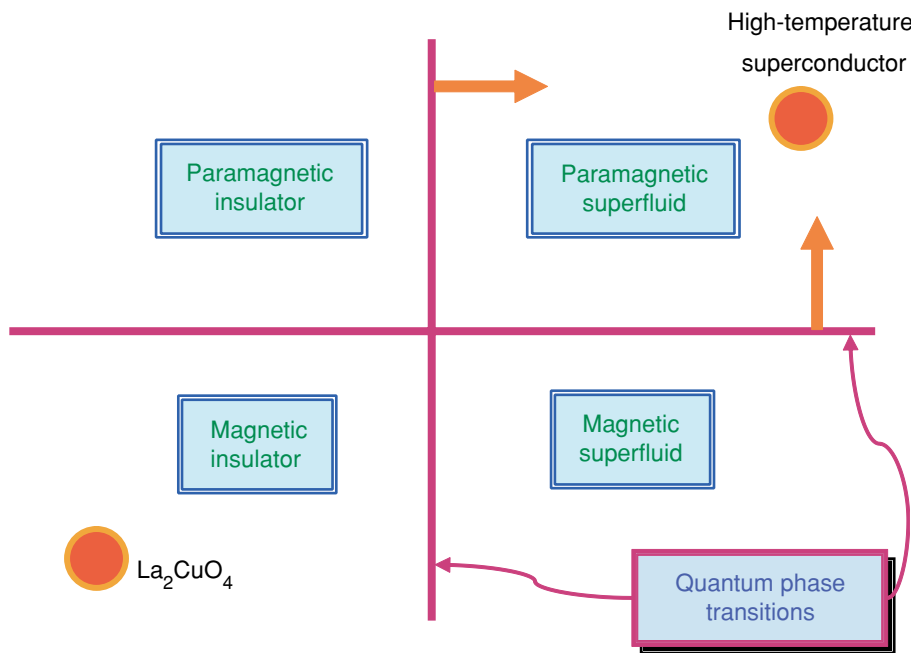 High-temperature
superconductor
Paramagnetic
insulator
Paramagnetic
superfluid
Magnetic
insulator
Magnetic
superfluid
La₂CuO₄
Quantum phase
transitions